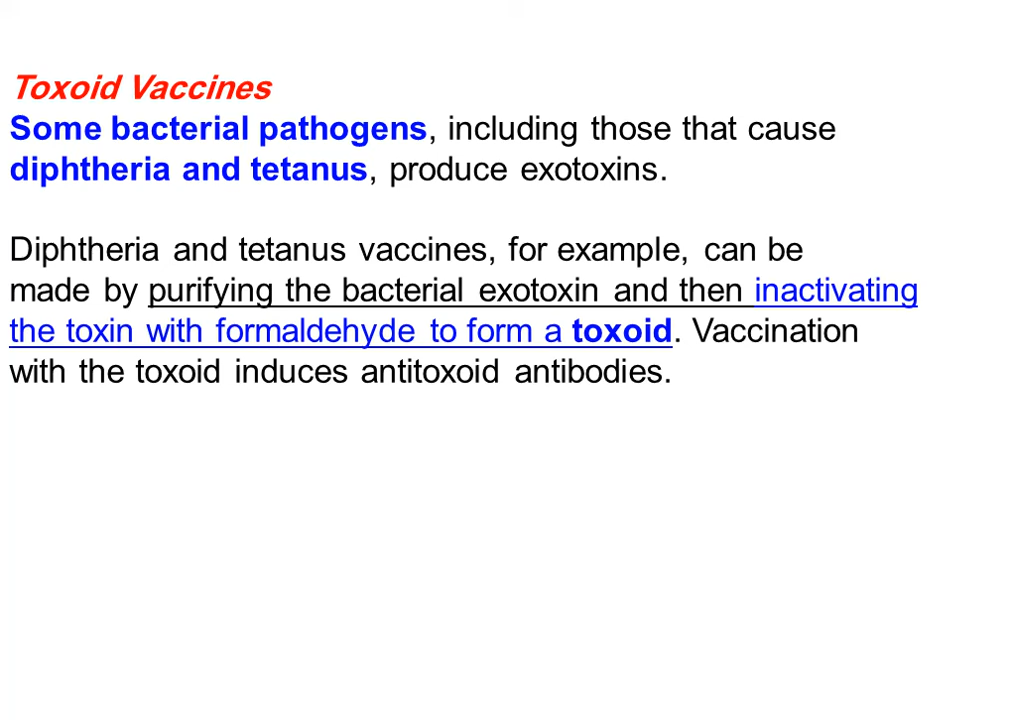 Toxoid Vaccines
Some bacterial pathogens, including those that cause
diphtheria and tetanus, produce exotoxins.
Diphtheria and tetanus vaccines, for example, can be
made by purifying the bacterial exotoxin and then inactivating
the toxin with formaldehyde to form a toxoid. Vaccination
with the toxoid induces antitoxoid antibodies.